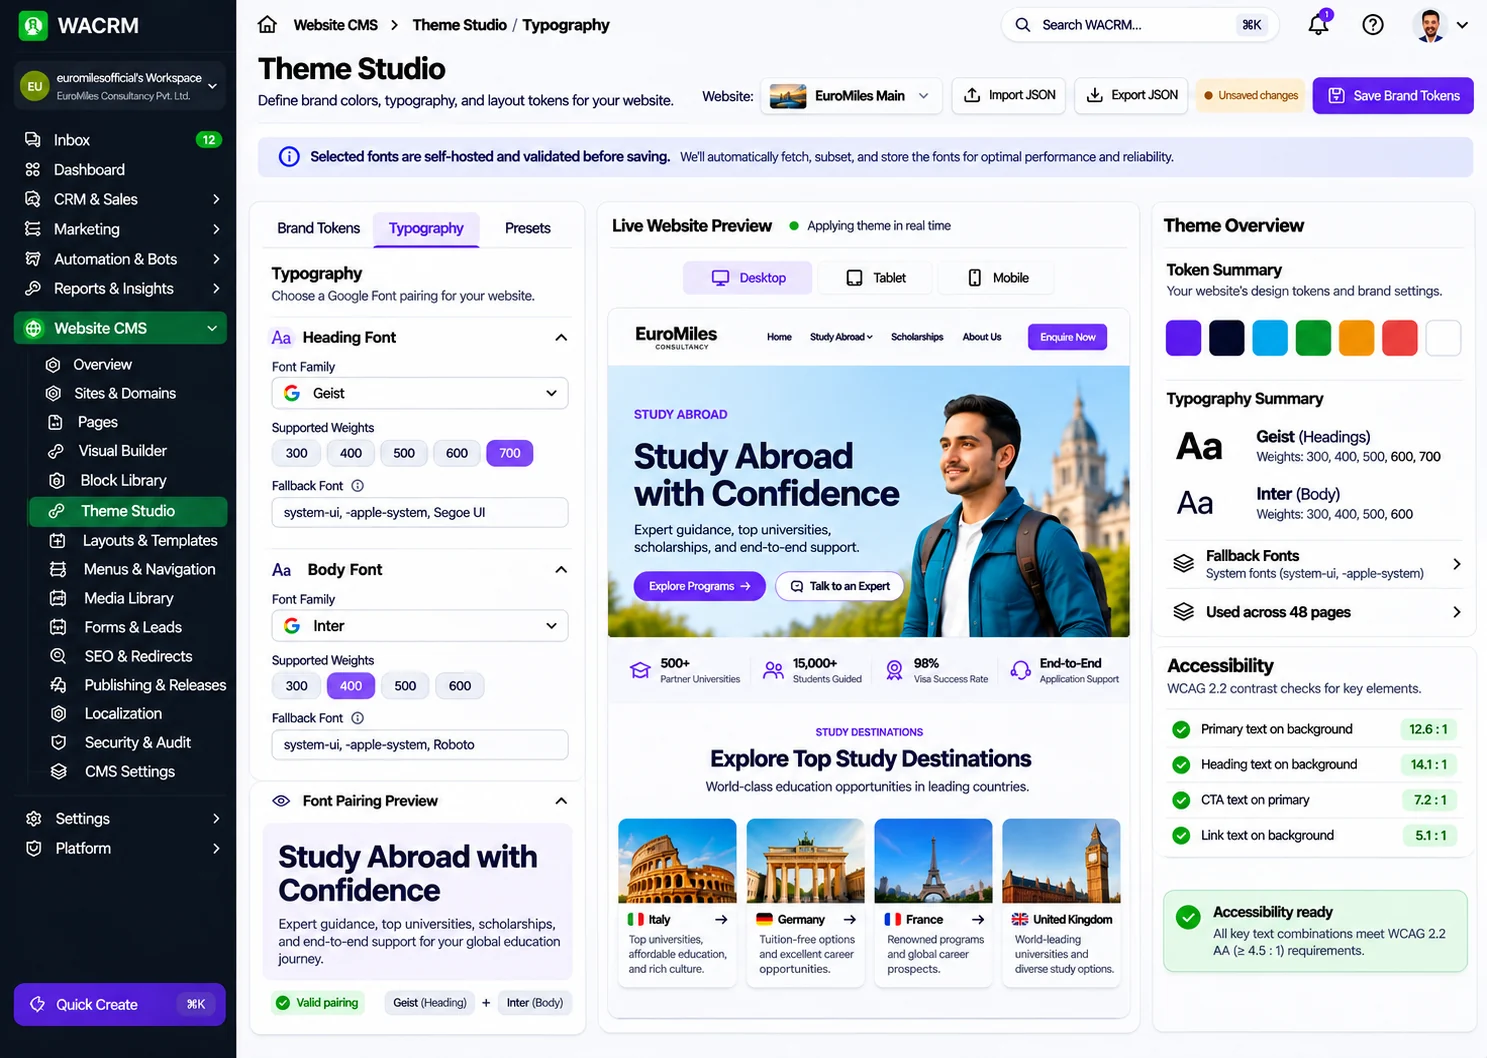 WACRM
EU
euromilesofficial's Workspace
EuroMiles Consultancy Pvt. Ltd.
Inbox
12
Dashboard
CRM & Sales
Marketing
Automation & Bots
Reports & Insights
Website CMS
Overview
Sites & Domains
Pages
Visual Builder
Block Library
Theme Studio
Layouts & Templates
Menus & Navigation
Media Library
Forms & Leads
SEO & Redirects
Publishing & Releases
Localization
Security & Audit
CMS Settings
Settings
Platform
Quick Create
⌘K
Website CMS > Theme Studio / Typography
Search WACRM...
⌘K
1
Theme Studio
Define brand colors, typography, and layout tokens for your website.
Website:
EuroMiles Main
Import JSON
Export JSON
Unsaved changes
Save Brand Tokens
Selected fonts are self-hosted and validated before saving. We'll automatically fetch, subset, and store the fonts for optimal performance and reliability.
Brand Tokens
Typography
Presets
Typography
Choose a Google Font pairing for your website.
Aa Heading Font
Font Family
Geist
Supported Weights
300 400 500 600 700
Fallback Font
system-ui, -apple-system, Segoe UI
Aa Body Font
Font Family
Inter
Supported Weights
300 400 500 600
Fallback Font
system-ui, -apple-system, Roboto
Font Pairing Preview
Study Abroad with
Confidence
Expert guidance, top universities, scholarships,
and end-to-end support for your global education
journey.
Valid pairing
Geist (Heading) + Inter (Body)
Live Website Preview
Applying theme in real time
Desktop
Tablet
Mobile
EuroMiles
CONSULTANCY
Home
Study Abroad
Scholarships
About Us
Enquire Now
STUDY ABROAD
Study Abroad
with Confidence
Expert guidance, top universities,
scholarships, and end-to-end support.
Explore Programs →
Talk to an Expert
500+
Partner Universities
15,000+
Students Guided
98%
Visa Success Rate
End-to-End
Application Support
STUDY DESTINATIONS
Explore Top Study Destinations
World-class education opportunities in leading countries.
Italy →
Top universities,
affordable education,
and rich culture.
Germany →
Tuition-free options
and excellent career
opportunities.
France →
Renowned programs
and global career
prospects.
United Kingdom
World-leading
universities and
diverse study options.
Theme Overview
Token Summary
Your website's design tokens and brand settings.
Typography Summary
Aa
Geist (Headings)
Weights: 300, 400, 500, 600, 700
Aa
Inter (Body)
Weights: 300, 400, 500, 600
Fallback Fonts
System fonts (system-ui, -apple-system)
Used across 48 pages
Accessibility
WCAG 2.2 contrast checks for key elements.
Primary text on background 12.6 : 1
Heading text on background 14.1 : 1
CTA text on primary 7.2 : 1
Link text on background 5.1 : 1
Accessibility ready
All key text combinations meet WCAG 2.2
AA (≥ 4.5 : 1) requirements.